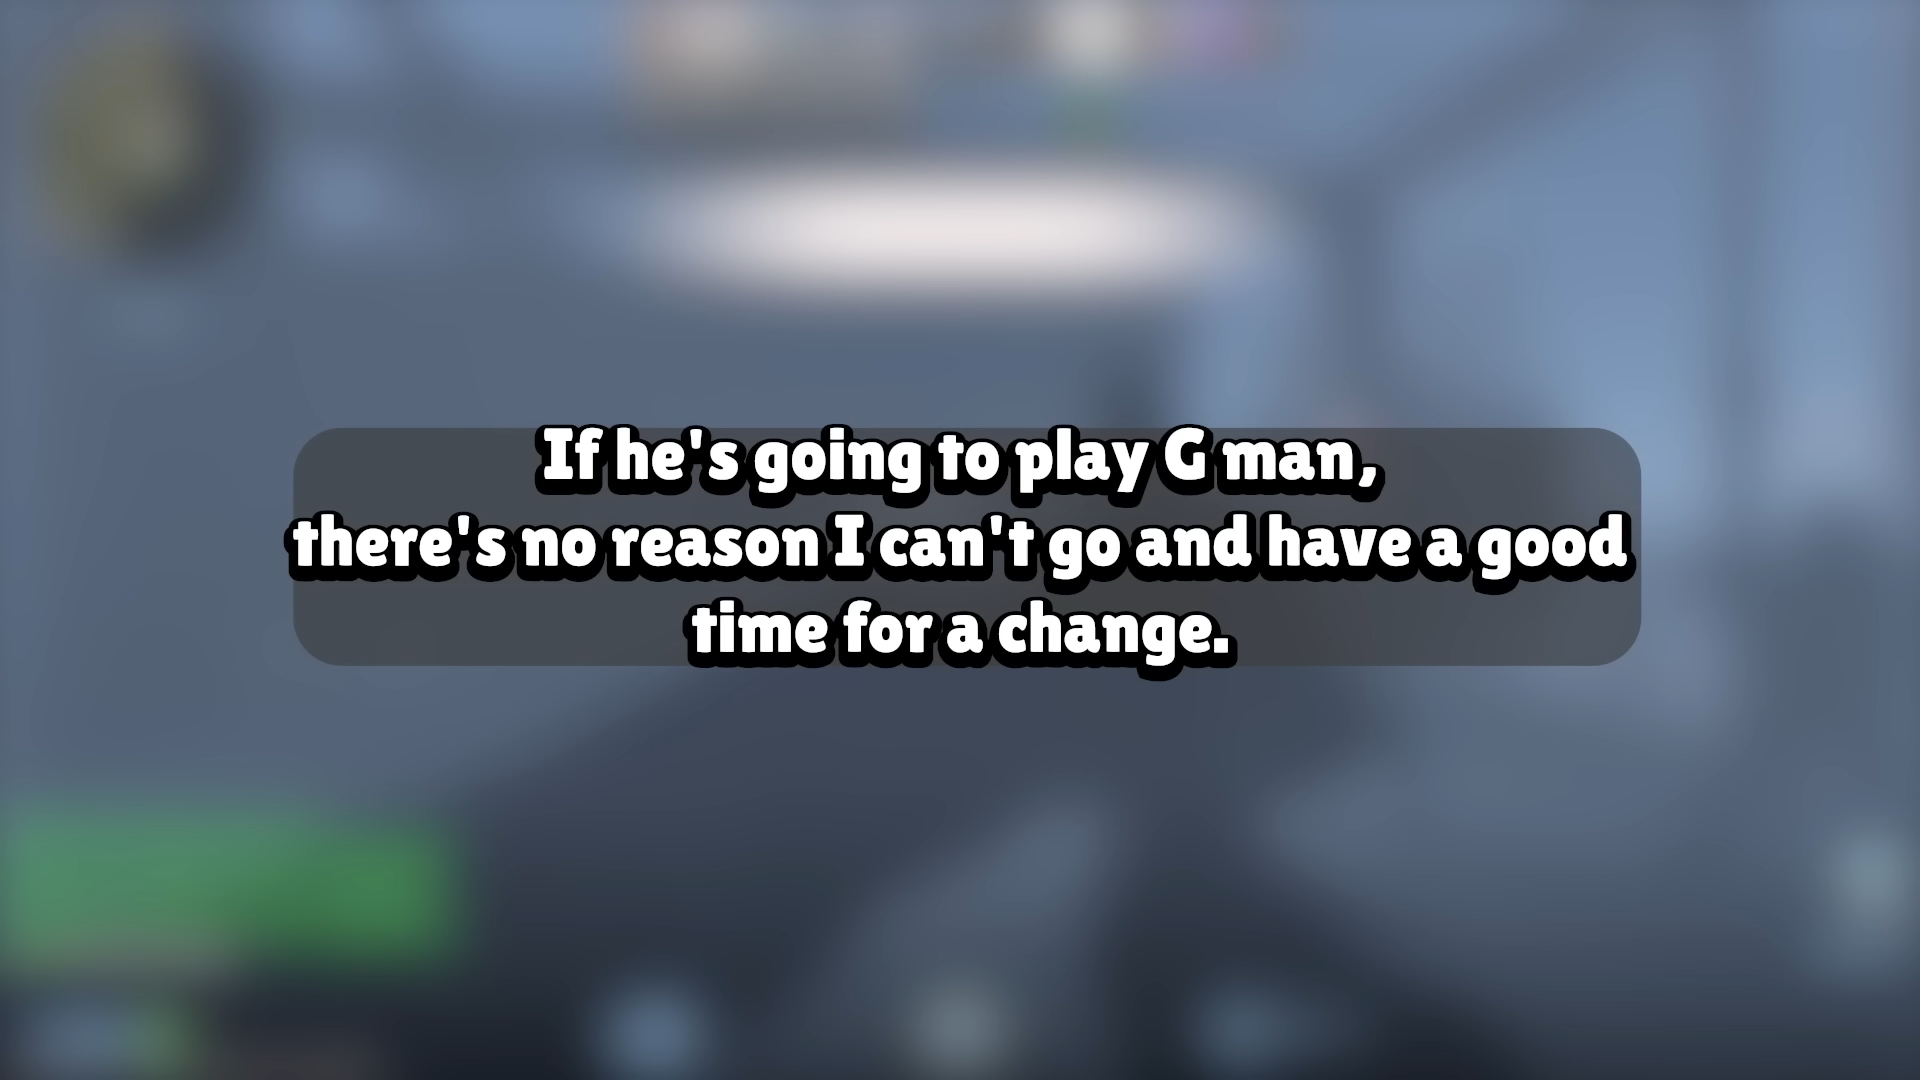 If he's going to play G man,
there's no reason I can't go and have a good
time for a change.